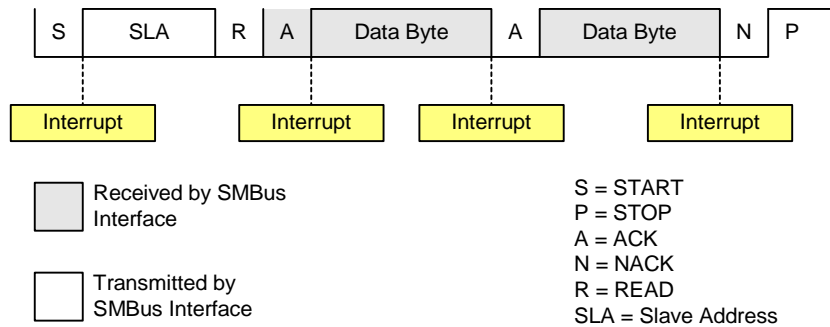 S SLA R A Data Byte A Data Byte N P
Interrupt Interrupt Interrupt Interrupt
Received by SMBus
Interface
Transmitted by
SMBus Interface
S = START
P = STOP
A = ACK
N = NACK
R = READ
SLA = Slave Address